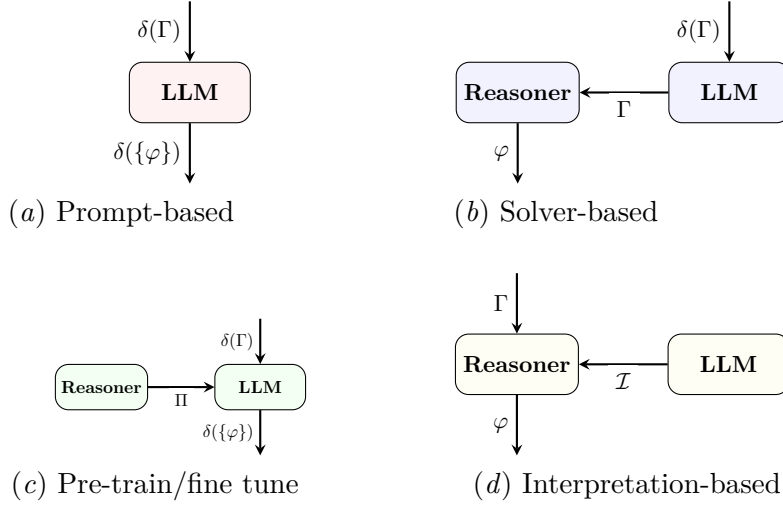 δ(Γ)
LLM
δ({φ})
(a) Prompt-based
δ(Γ)
Reasoner
Γ
LLM
φ
(b) Solver-based
δ(Γ)
Reasoner
Π
LLM
δ({φ})
(c) Pre-train/fine tune
Γ
Reasoner
ℐ
LLM
φ
(d) Interpretation-based